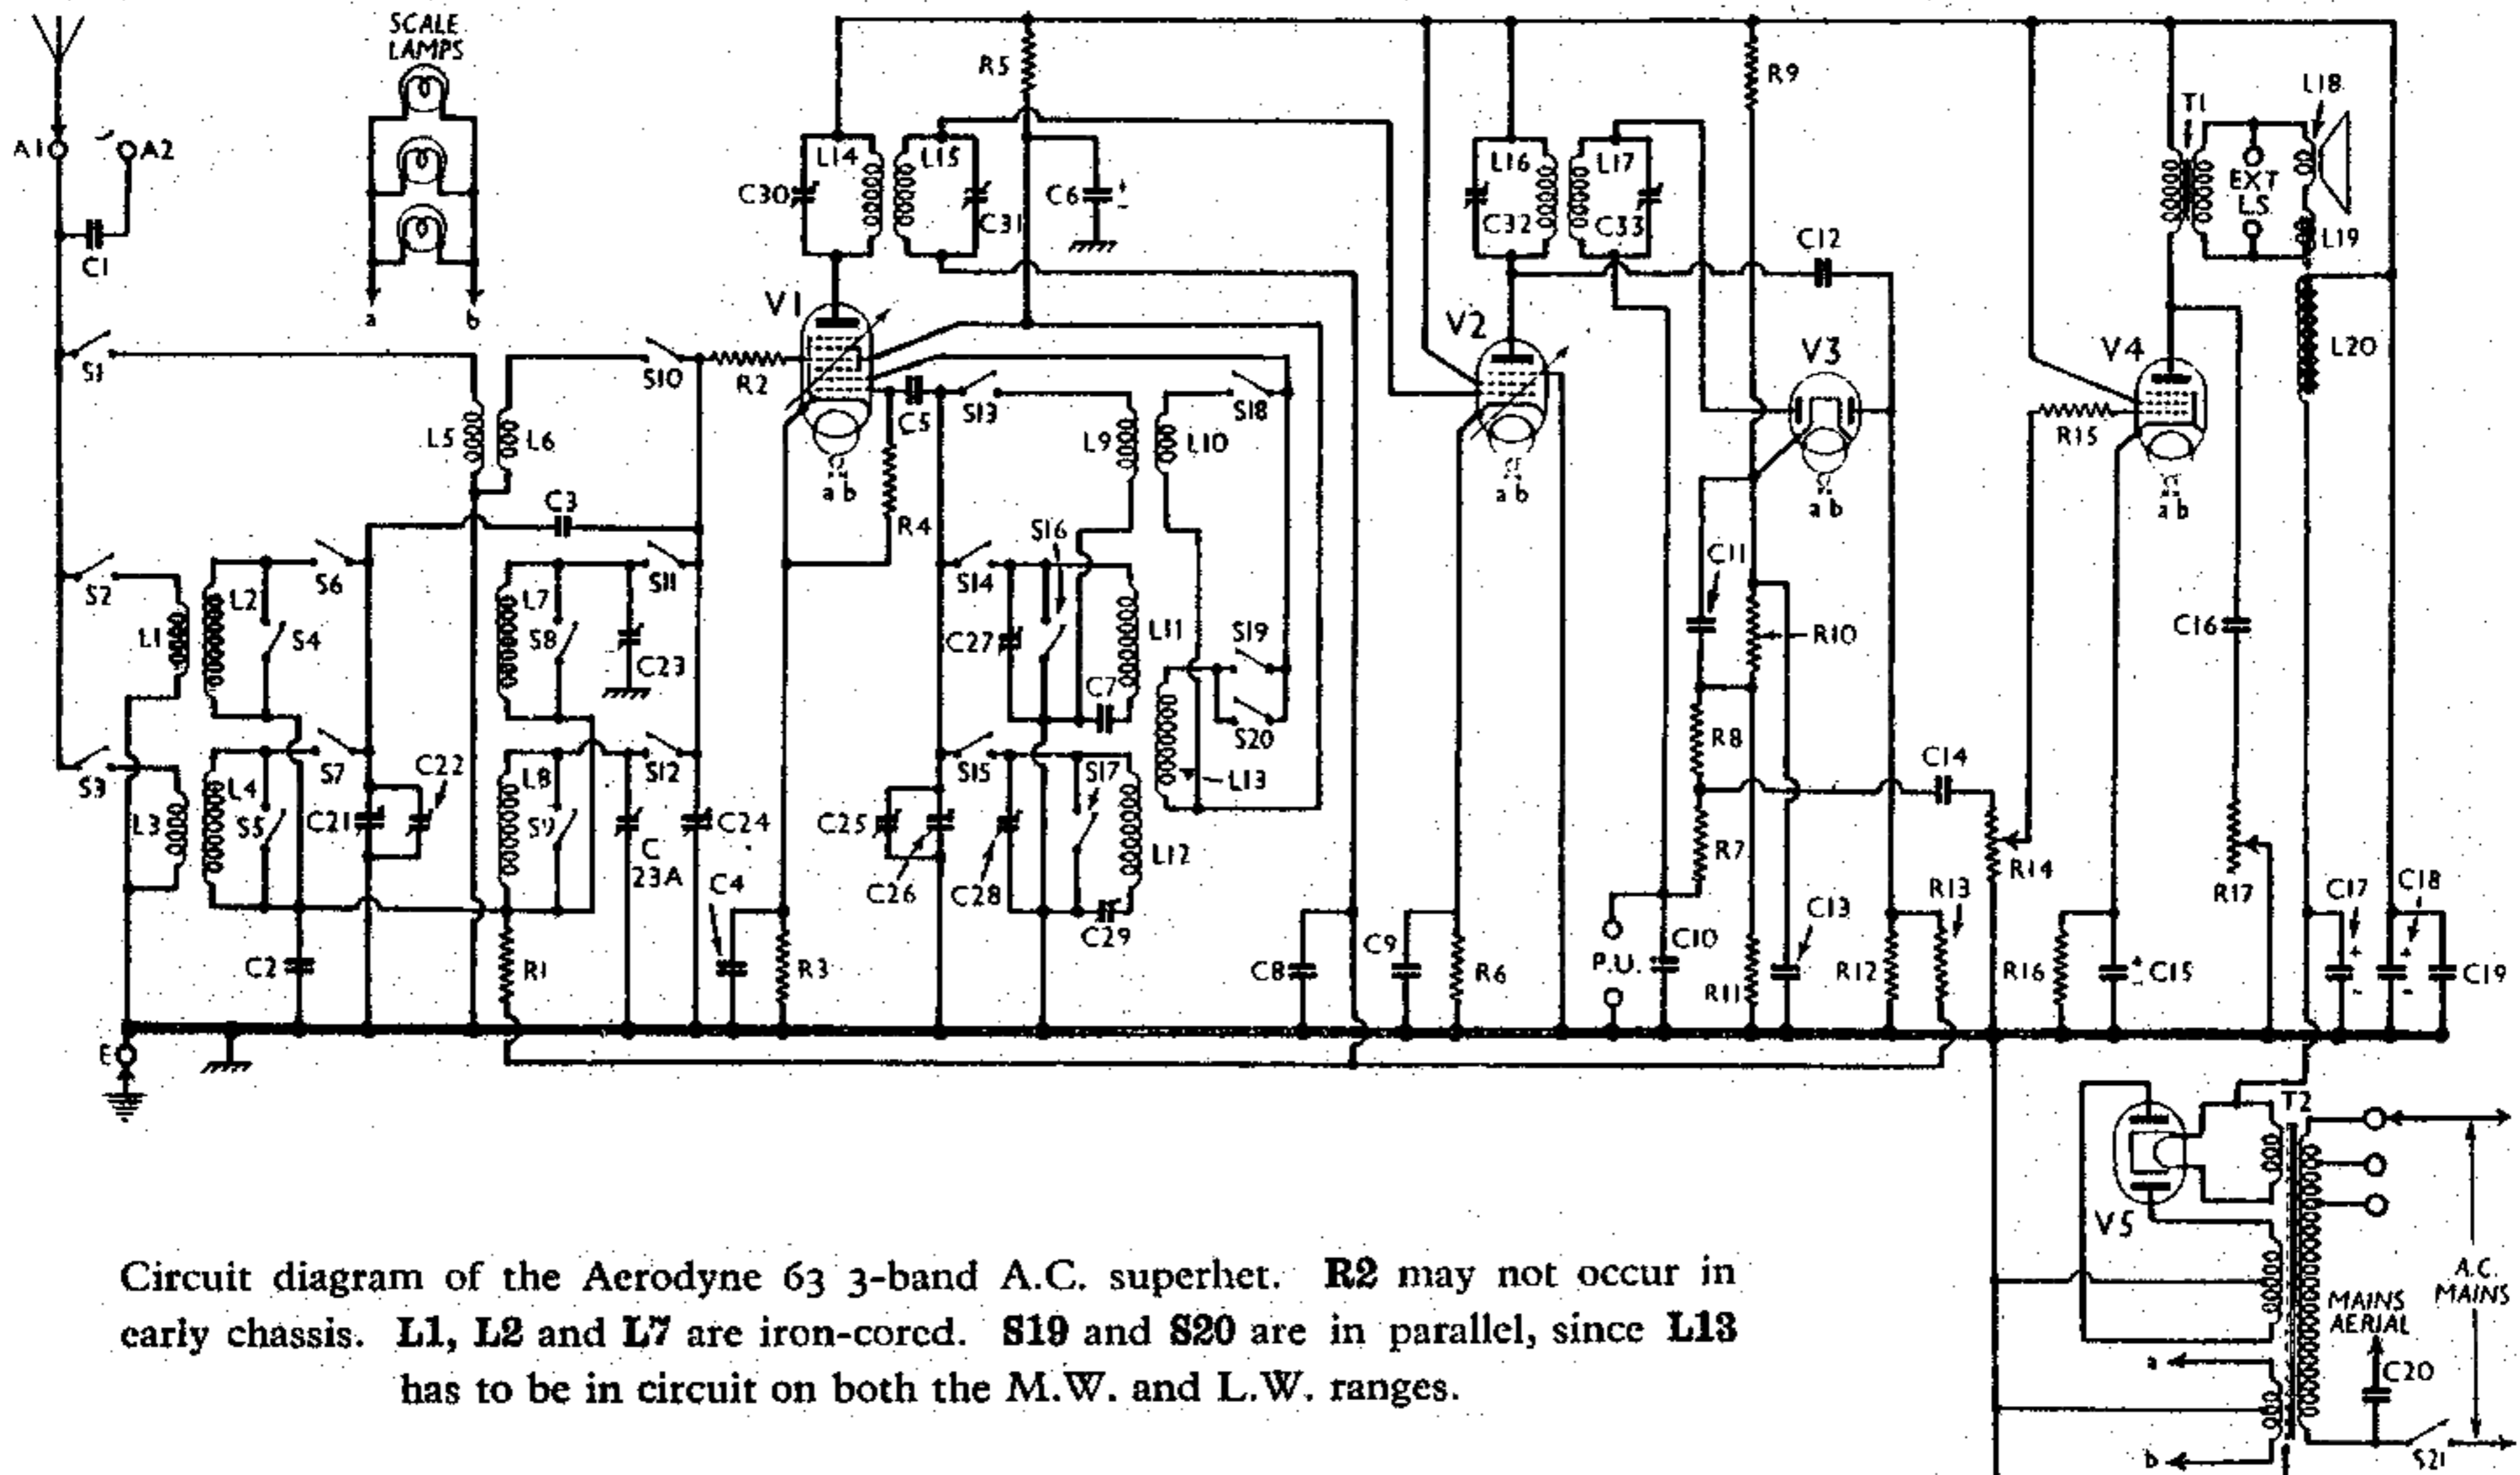 SCALE
LAMPS
A1
A2
C1
a
b
S1
S10
R2
V1
C30
L14
L15
C31
R5
C6
R9
L16
C32
L17
C33
C12
T1
L18
EXT
L.S.
L19
L20
V2
V3
V4
R15
a b
a b
a b
a b
L5
L6
C3
C5
S13
L9
L10
S18
R4
S16
S2
L1
L2
S4
S6
L7
S8
S11
C23
S14
C27
C7
L11
S19
S20
L13
C11
R10
C16
S3
L3
L4
S5
S7
C21
C22
L8
S9
S12
C
23A
C24
C25
C26
S15
C28
S17
L12
C29
R8
R7
C14
R14
R17
C2
R1
C4
R3
C8
C9
R6
P.U.
C10
R11
C13
R12
R13
R16
C15
C17
C18
C19
E
T2
V5
a
b
MAINS
AERIAL
C20
A.C.
MAINS
S21
Circuit diagram of the Aerodyne 63 3-band A.C. superhet. R2 may not occur in
early chassis. L1, L2 and L7 are iron-cored. S19 and S20 are in parallel, since L13
has to be in circuit on both the M.W. and L.W. ranges.